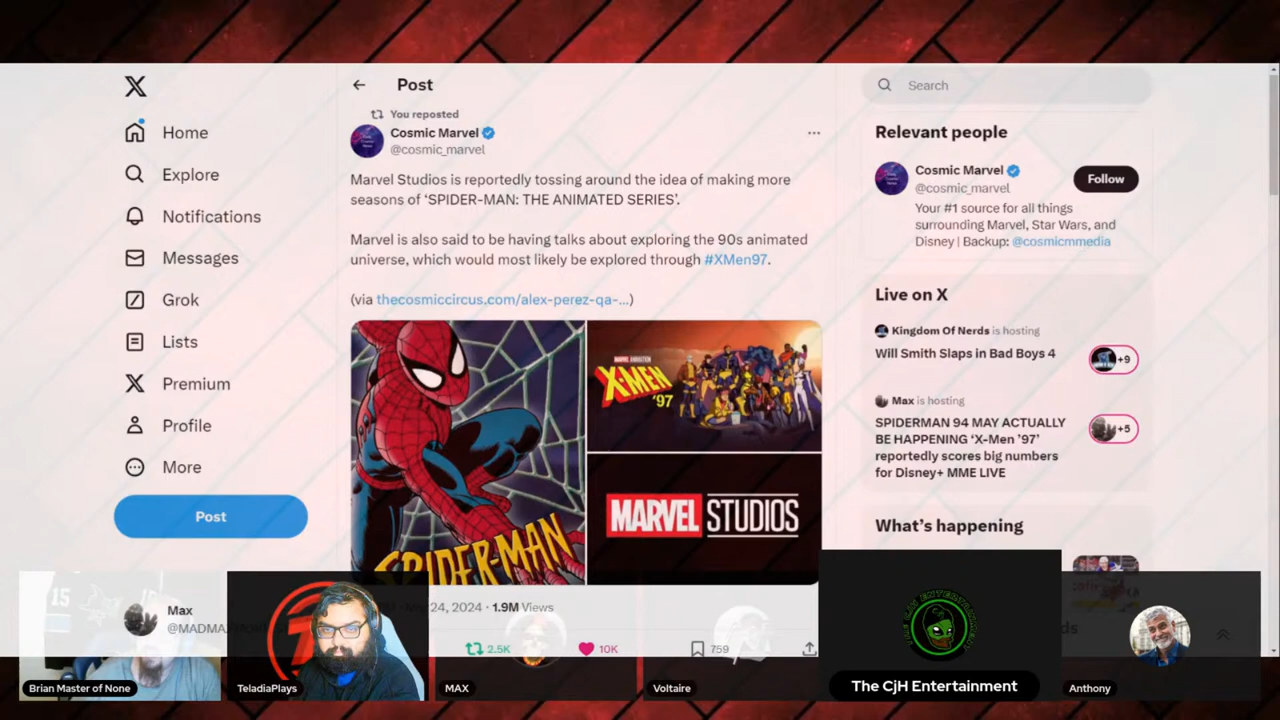 X
Home
Explore
Notifications
Messages
Grok
Lists
Premium
Profile
More
Post
Post
You reposted
Cosmic Marvel
@cosmic_marvel
Marvel Studios is reportedly tossing around the idea of making more
seasons of ‘SPIDER-MAN: THE ANIMATED SERIES’.
Marvel is also said to be having talks about exploring the 90s animated
universe, which would most likely be explored through #XMen97.
(via thecosmiccircus.com/alex-perez-qa-...)
SPIDER-MAN
MARVEL ANIMATION
X-MEN
'97
MARVEL STUDIOS
24, 2024 · 1.9M Views
2.5K
10K
759
Search
Relevant people
Cosmic Marvel
@cosmic_marvel
Follow
Your #1 source for all things
surrounding Marvel, Star Wars, and
Disney | Backup: @cosmicmmedia
Live on X
Kingdom Of Nerds is hosting
Will Smith Slaps in Bad Boys 4
+9
Max is hosting
SPIDERMAN 94 MAY ACTUALLY
BE HAPPENING ‘X-Men ’97’
reportedly scores big numbers
for Disney+ MME LIVE
+5
What’s happening
15
Max
Brian Master of None
TeladiaPlays
MAX
Voltaire
The CjH Entertainment
Anthony